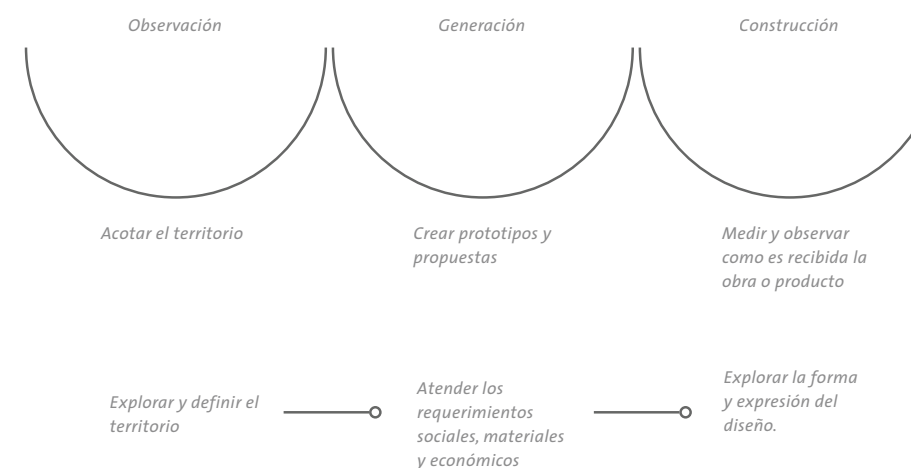 Observación
Generación
Construcción
Acotar el territorio
Crear prototipos y
propuestas
Medir y observar
como es recibida la
obra o producto
Explorar y definir el
territorio
Atender los
requerimientos
sociales, materiales
y económicos
Explorar la forma
y expresión del
diseño.